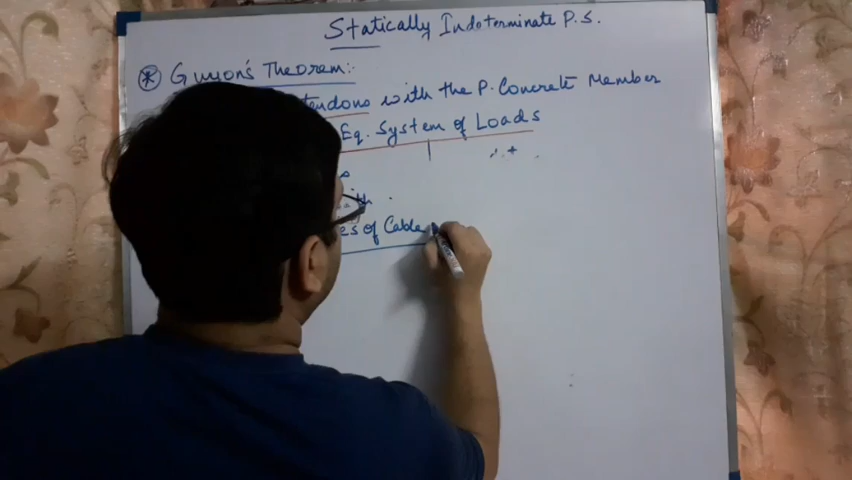 Statically Indeterminate P.S.
* Guyon's Theorem:-
tendons with the P. Concrete Member
Eq. System of Loads
es of Cable